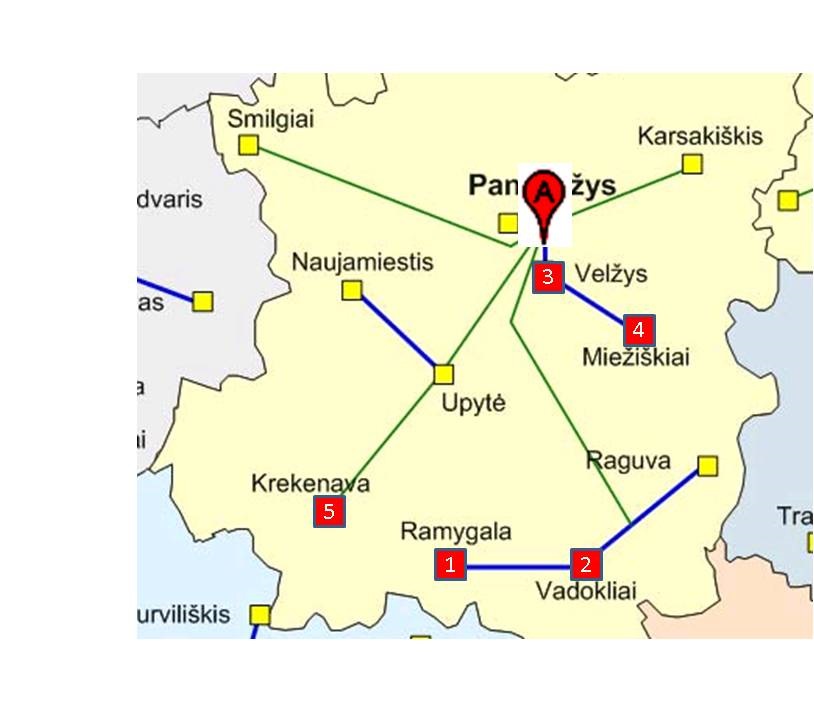 Smilgiai
Karsakiškis
Pan
A
žys
dvaris
Naujamiestis
3
Velžys
as
4
Miežiškiai
a
Upytė
ai
Raguva
Krekenava
5
Ramygala
1
2
Vadokliai
Tra
urviliškis